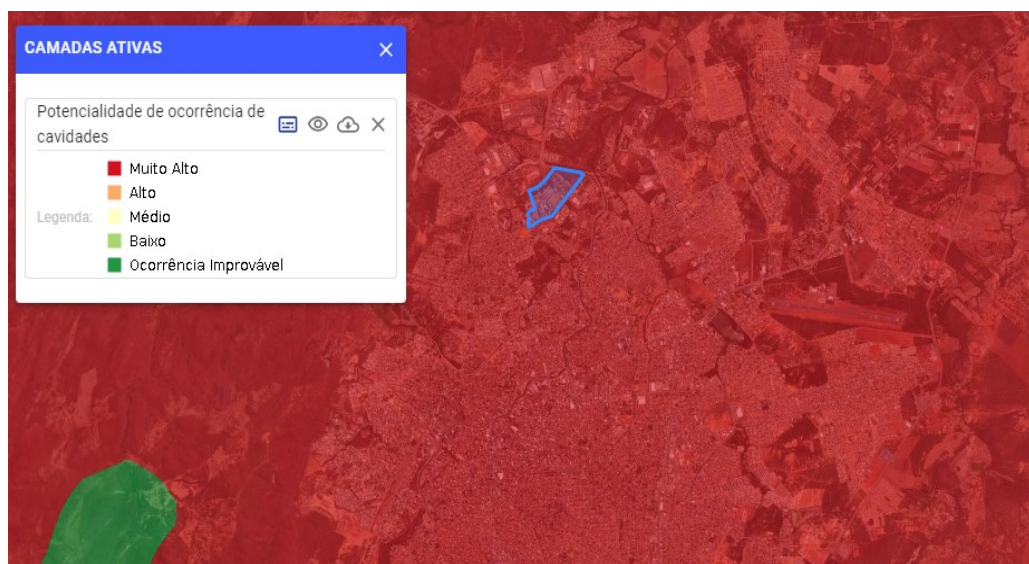 CAMADAS ATIVAS
Potencialidade de ocorrência de
cavidades
Legenda:
Muito Alto
Alto
Médio
Baixo
Ocorrência Improvável